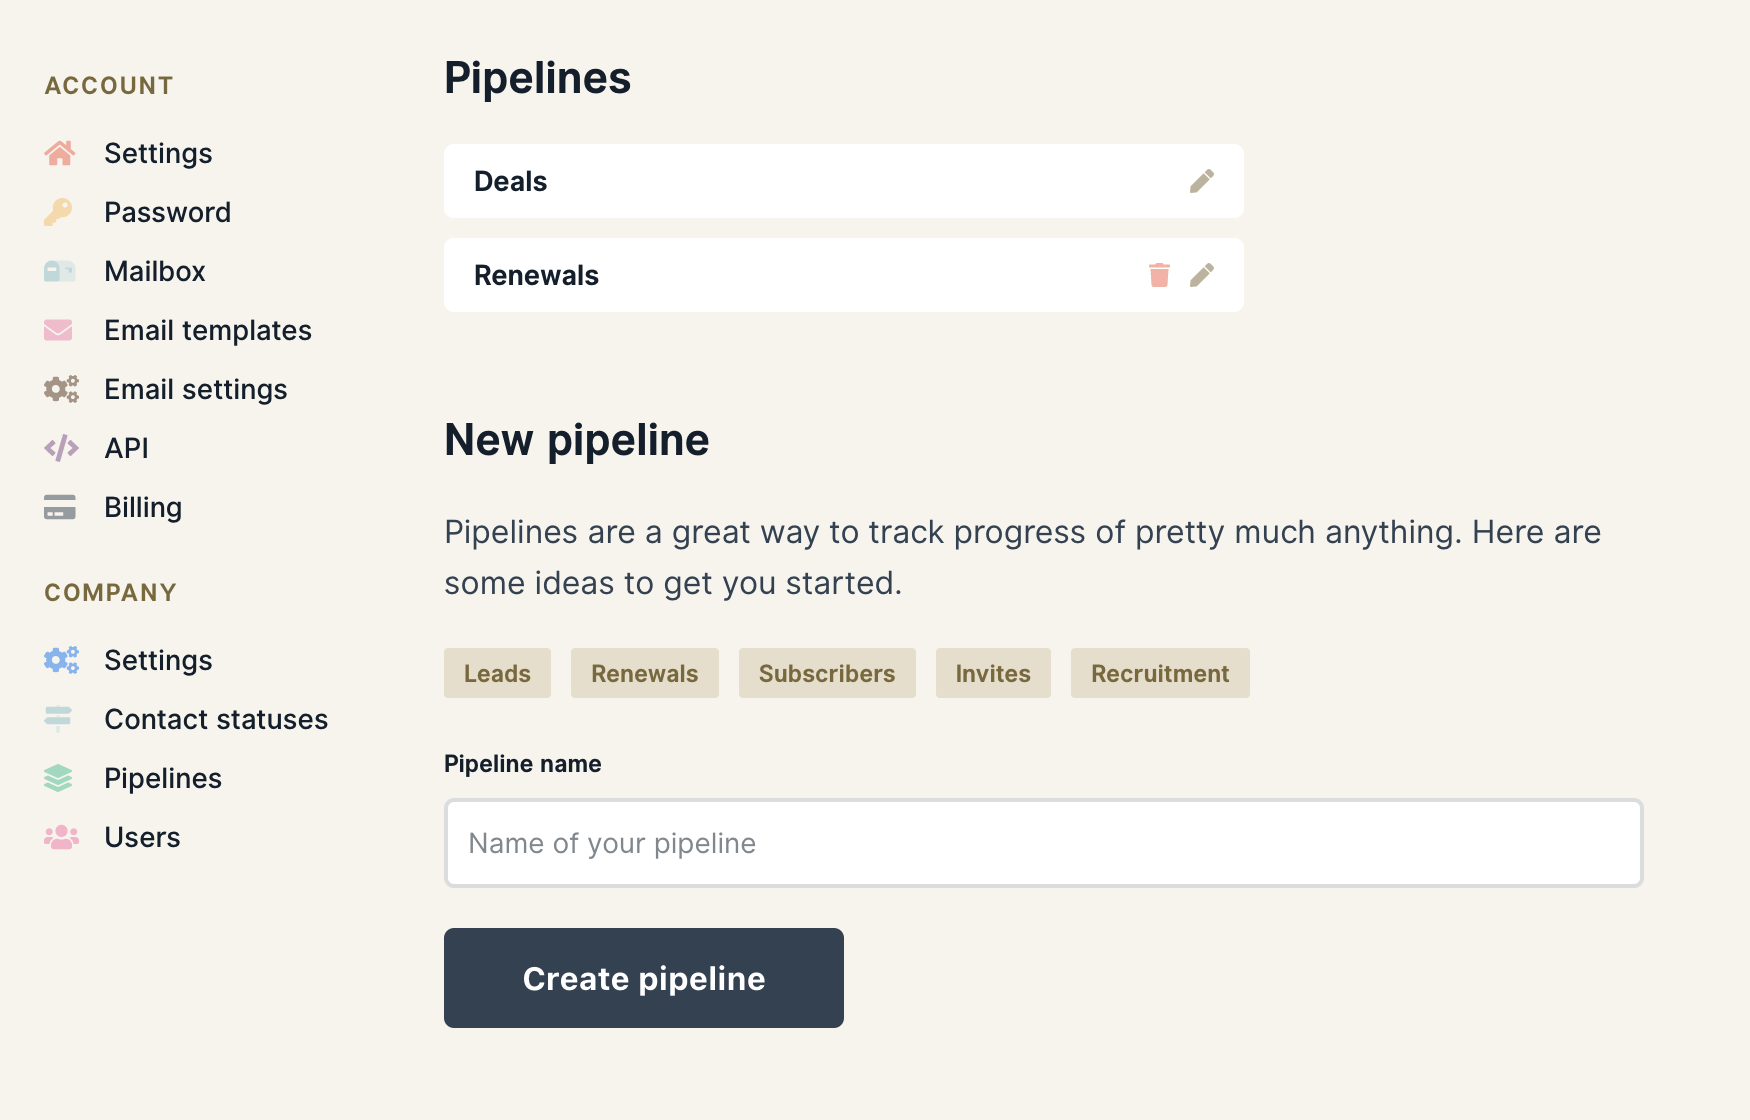 ACCOUNT
Settings
Password
Mailbox
Email templates
Email settings
API
Billing
COMPANY
Settings
Contact statuses
Pipelines
Users
Pipelines
Deals
Renewals
New pipeline
Pipelines are a great way to track progress of pretty much anything. Here are
some ideas to get you started.
Leads Renewals Subscribers Invites Recruitment
Pipeline name
Name of your pipeline
Create pipeline